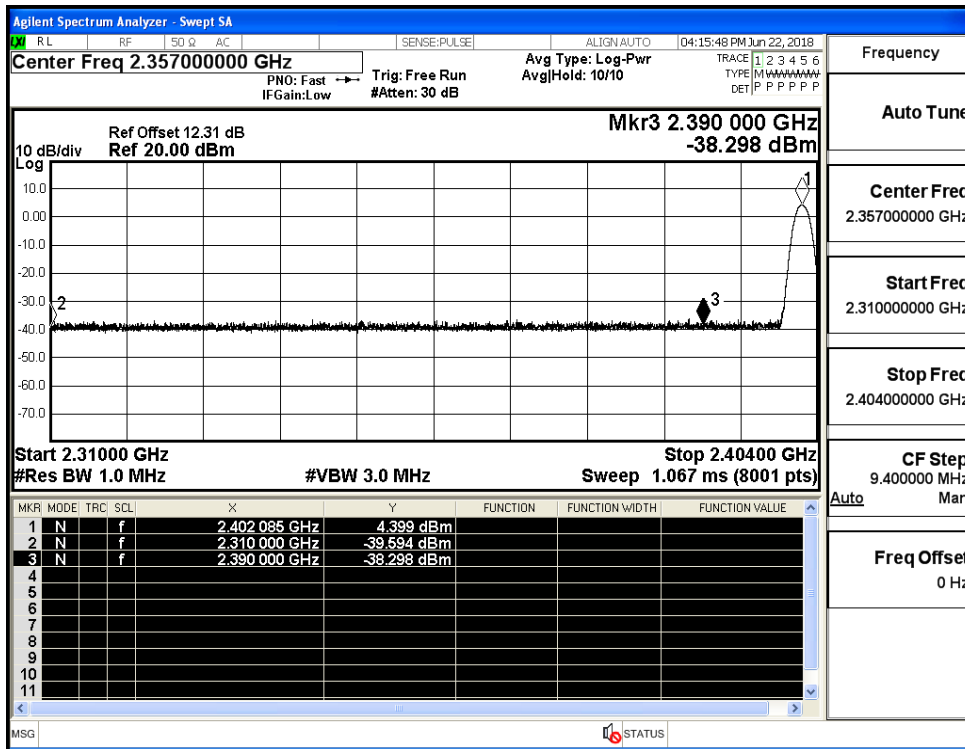 Agilent Spectrum Analyzer - Swept SA
LXI RL RF 50 Ω AC SENSE:PULSE ALIGNAUTO 04:15:48 PM Jun 22, 2018
Center Freq 2.357000000 GHz
PNO: Fast
IFGain:Low
Trig: Free Run
#Atten: 30 dB
Avg Type: Log-Pwr
Avg|Hold: 10/10
TRACE 1 2 3 4 5 6
TYPE M
DET P P P P P P
Mkr3 2.390 000 GHz
-38.298 dBm
Ref Offset 12.31 dB
10 dB/div Ref 20.00 dBm
Log
10.0
0.00
-10.0
-20.0
-30.0
-40.0
-50.0
-60.0
-70.0
1
2
3
Start 2.31000 GHz Stop 2.40400 GHz
#Res BW 1.0 MHz #VBW 3.0 MHz Sweep 1.067 ms (8001 pts)
MKR MODE TRC SCL X Y FUNCTION FUNCTION WIDTH FUNCTION VALUE
1 N f 2.402 085 GHz 4.399 dBm
2 N f 2.310 000 GHz -39.594 dBm
3 N f 2.390 000 GHz -38.298 dBm
4
5
6
7
8
9
10
11
MSG STATUS
Frequency
Auto Tune
Center Freq
2.357000000 GHz
Start Freq
2.310000000 GHz
Stop Freq
2.404000000 GHz
CF Step
9.400000 MHz
Auto Man
Freq Offset
0 Hz